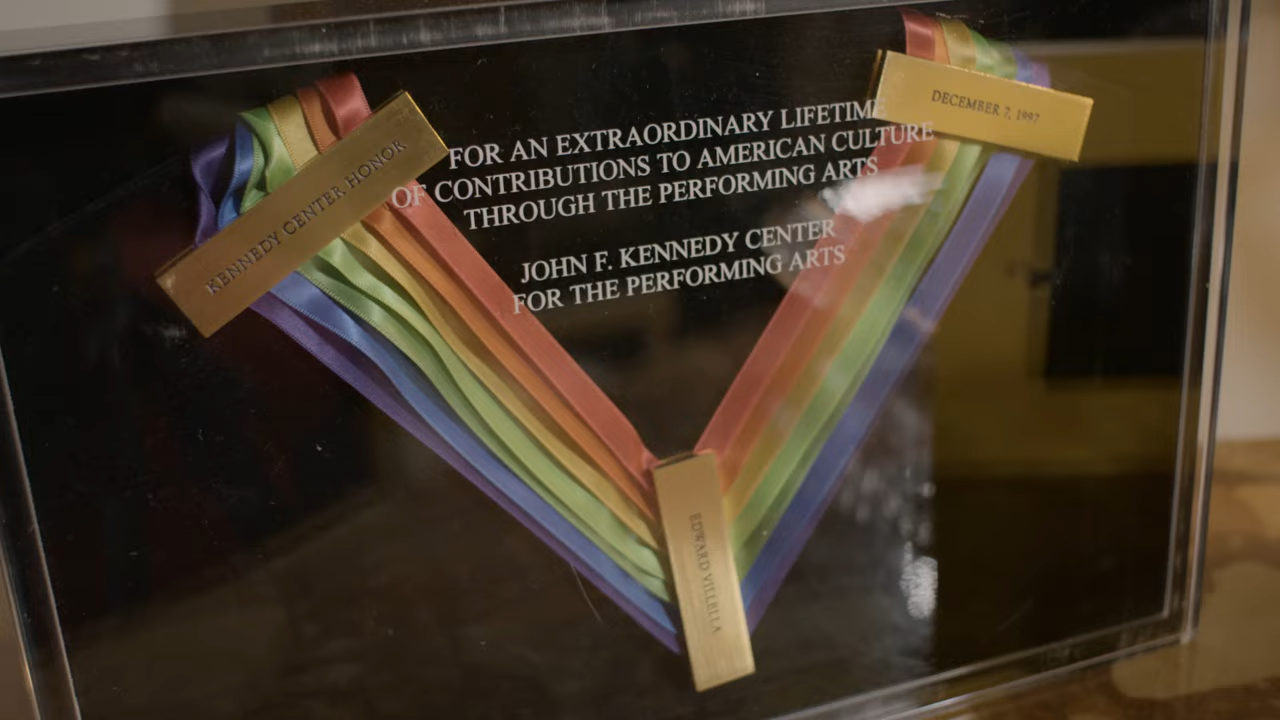 KENNEDY CENTER HONOR
DECEMBER 7, 1997
FOR AN EXTRAORDINARY LIFETIME
OF CONTRIBUTIONS TO AMERICAN CULTURE
THROUGH THE PERFORMING ARTS
JOHN F. KENNEDY CENTER
FOR THE PERFORMING ARTS
EDWARD VILLELLA